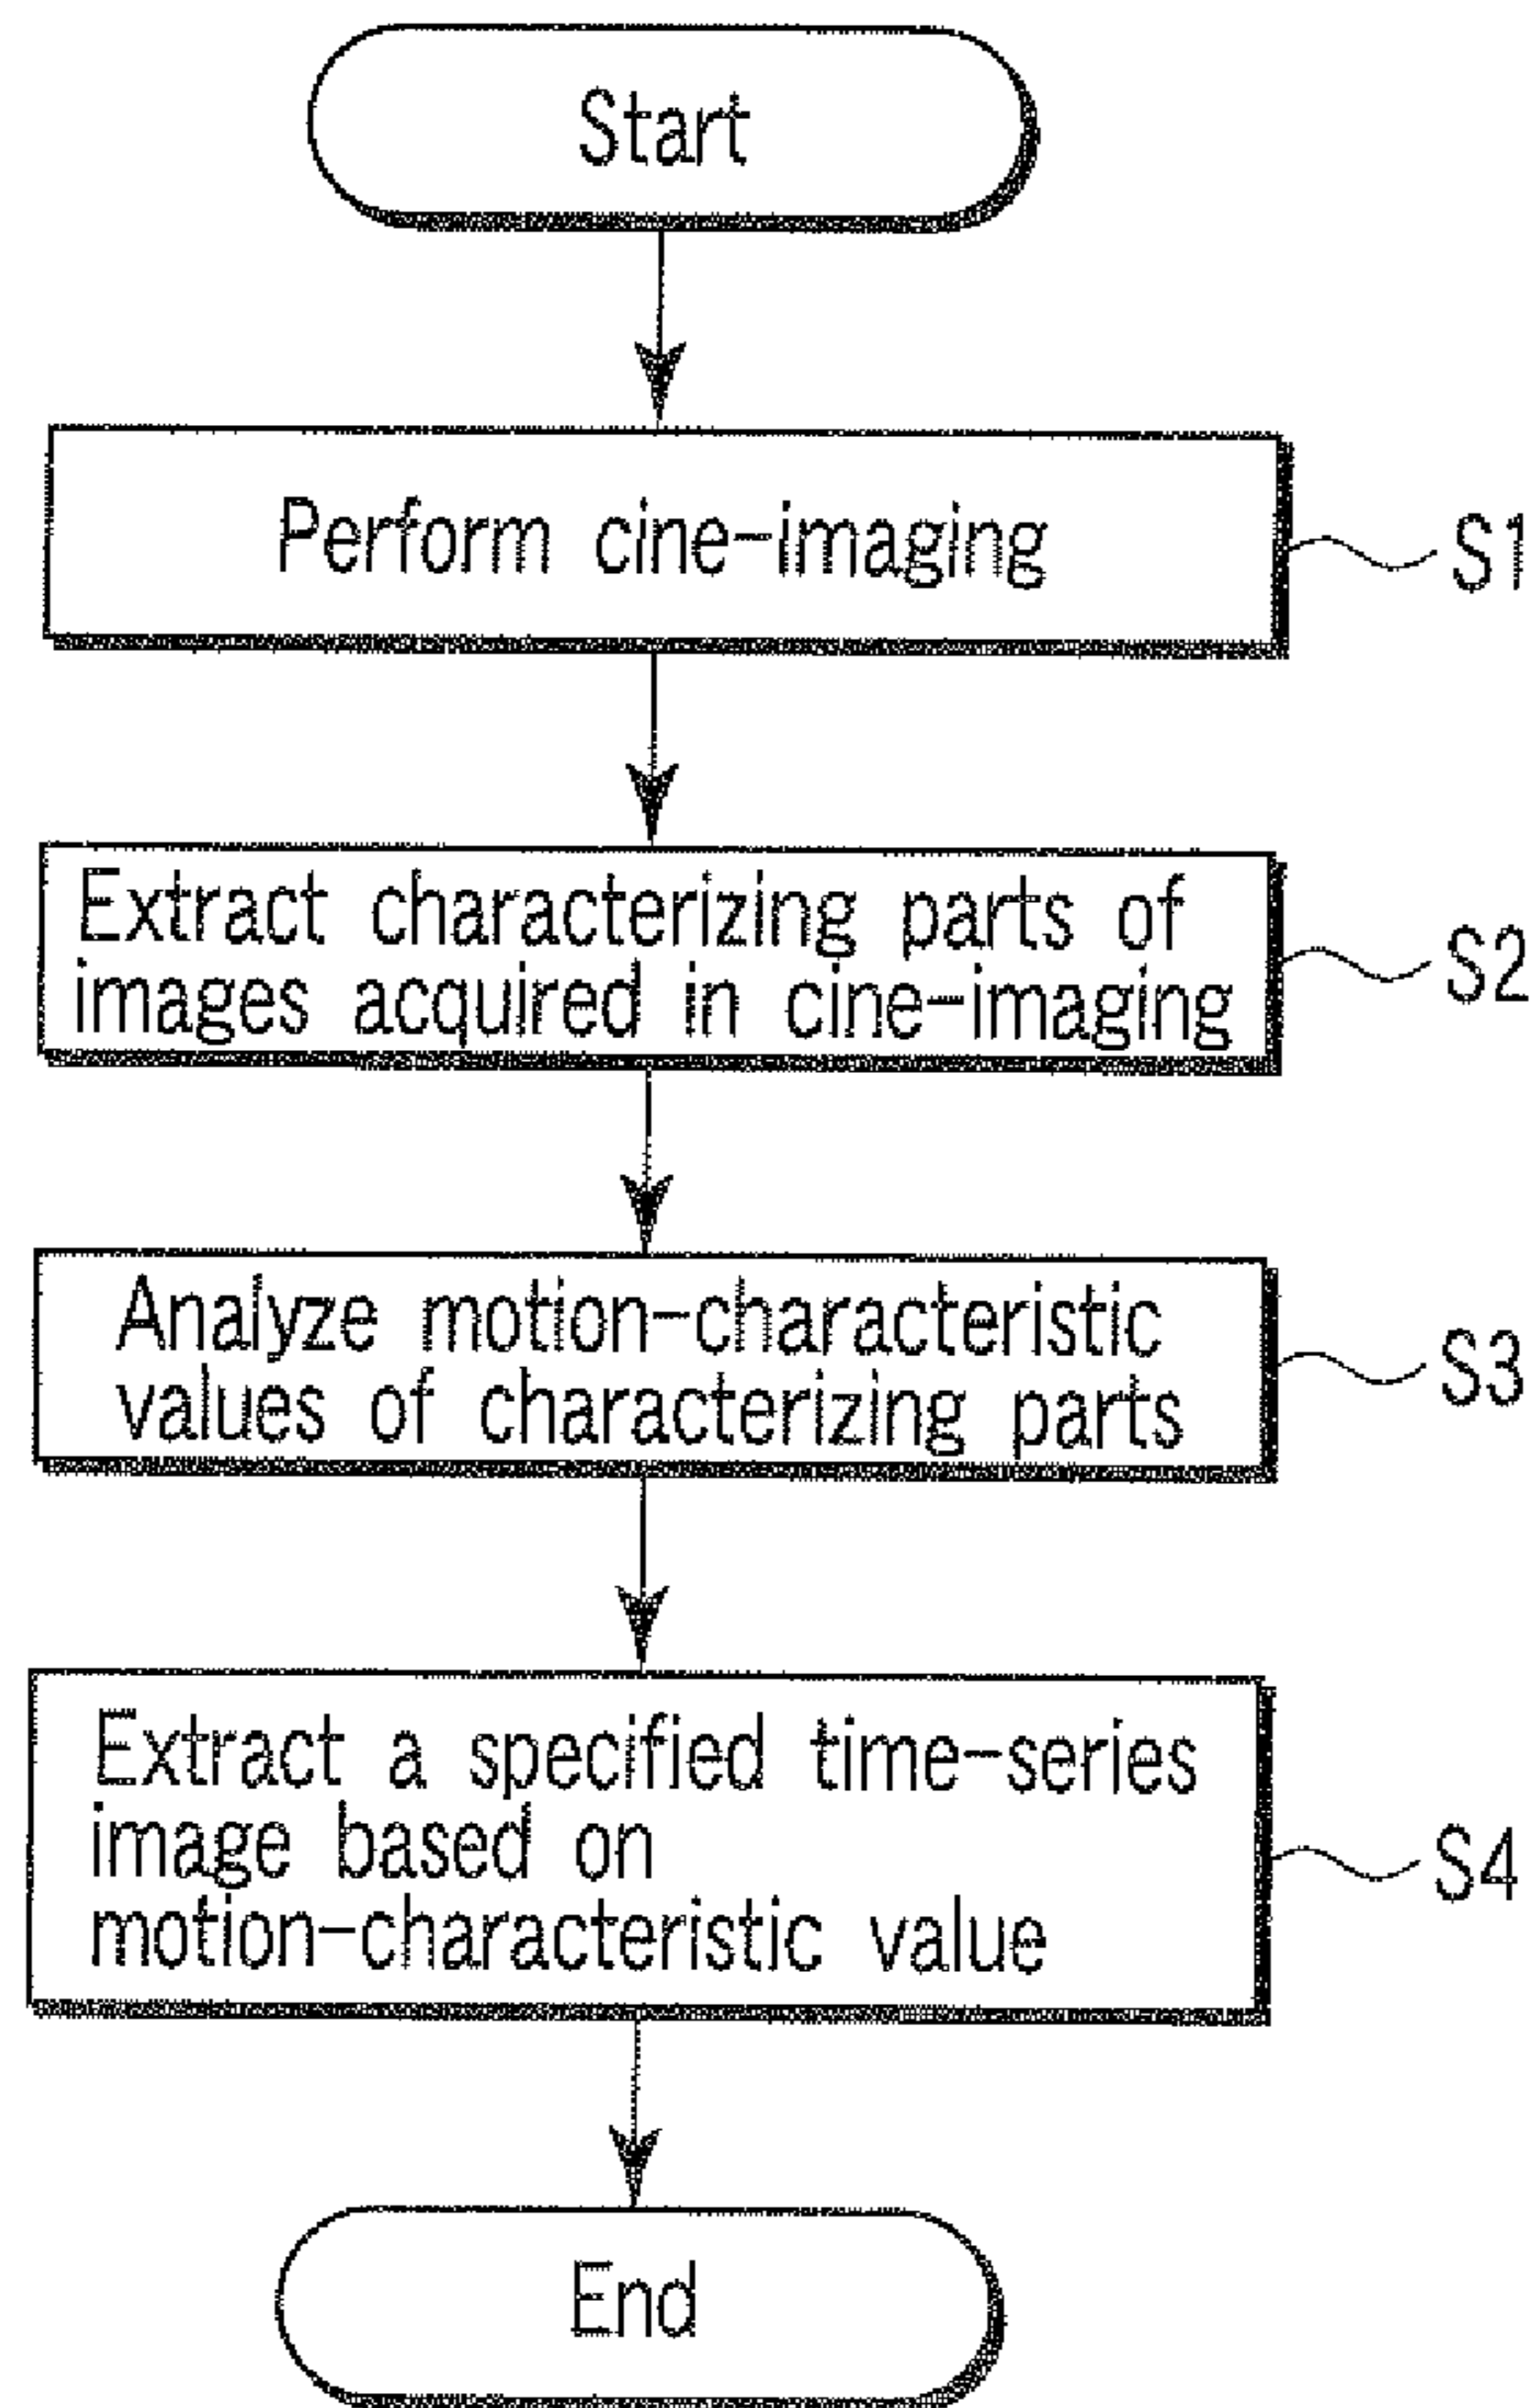 Start
Perform cine-imaging
S1
Extract characterizing parts of
images acquired in cine-imaging
S2
Analyze motion-characteristic
values of characterizing parts
S3
Extract a specified time-series
image based on
motion-characteristic value
S4
End